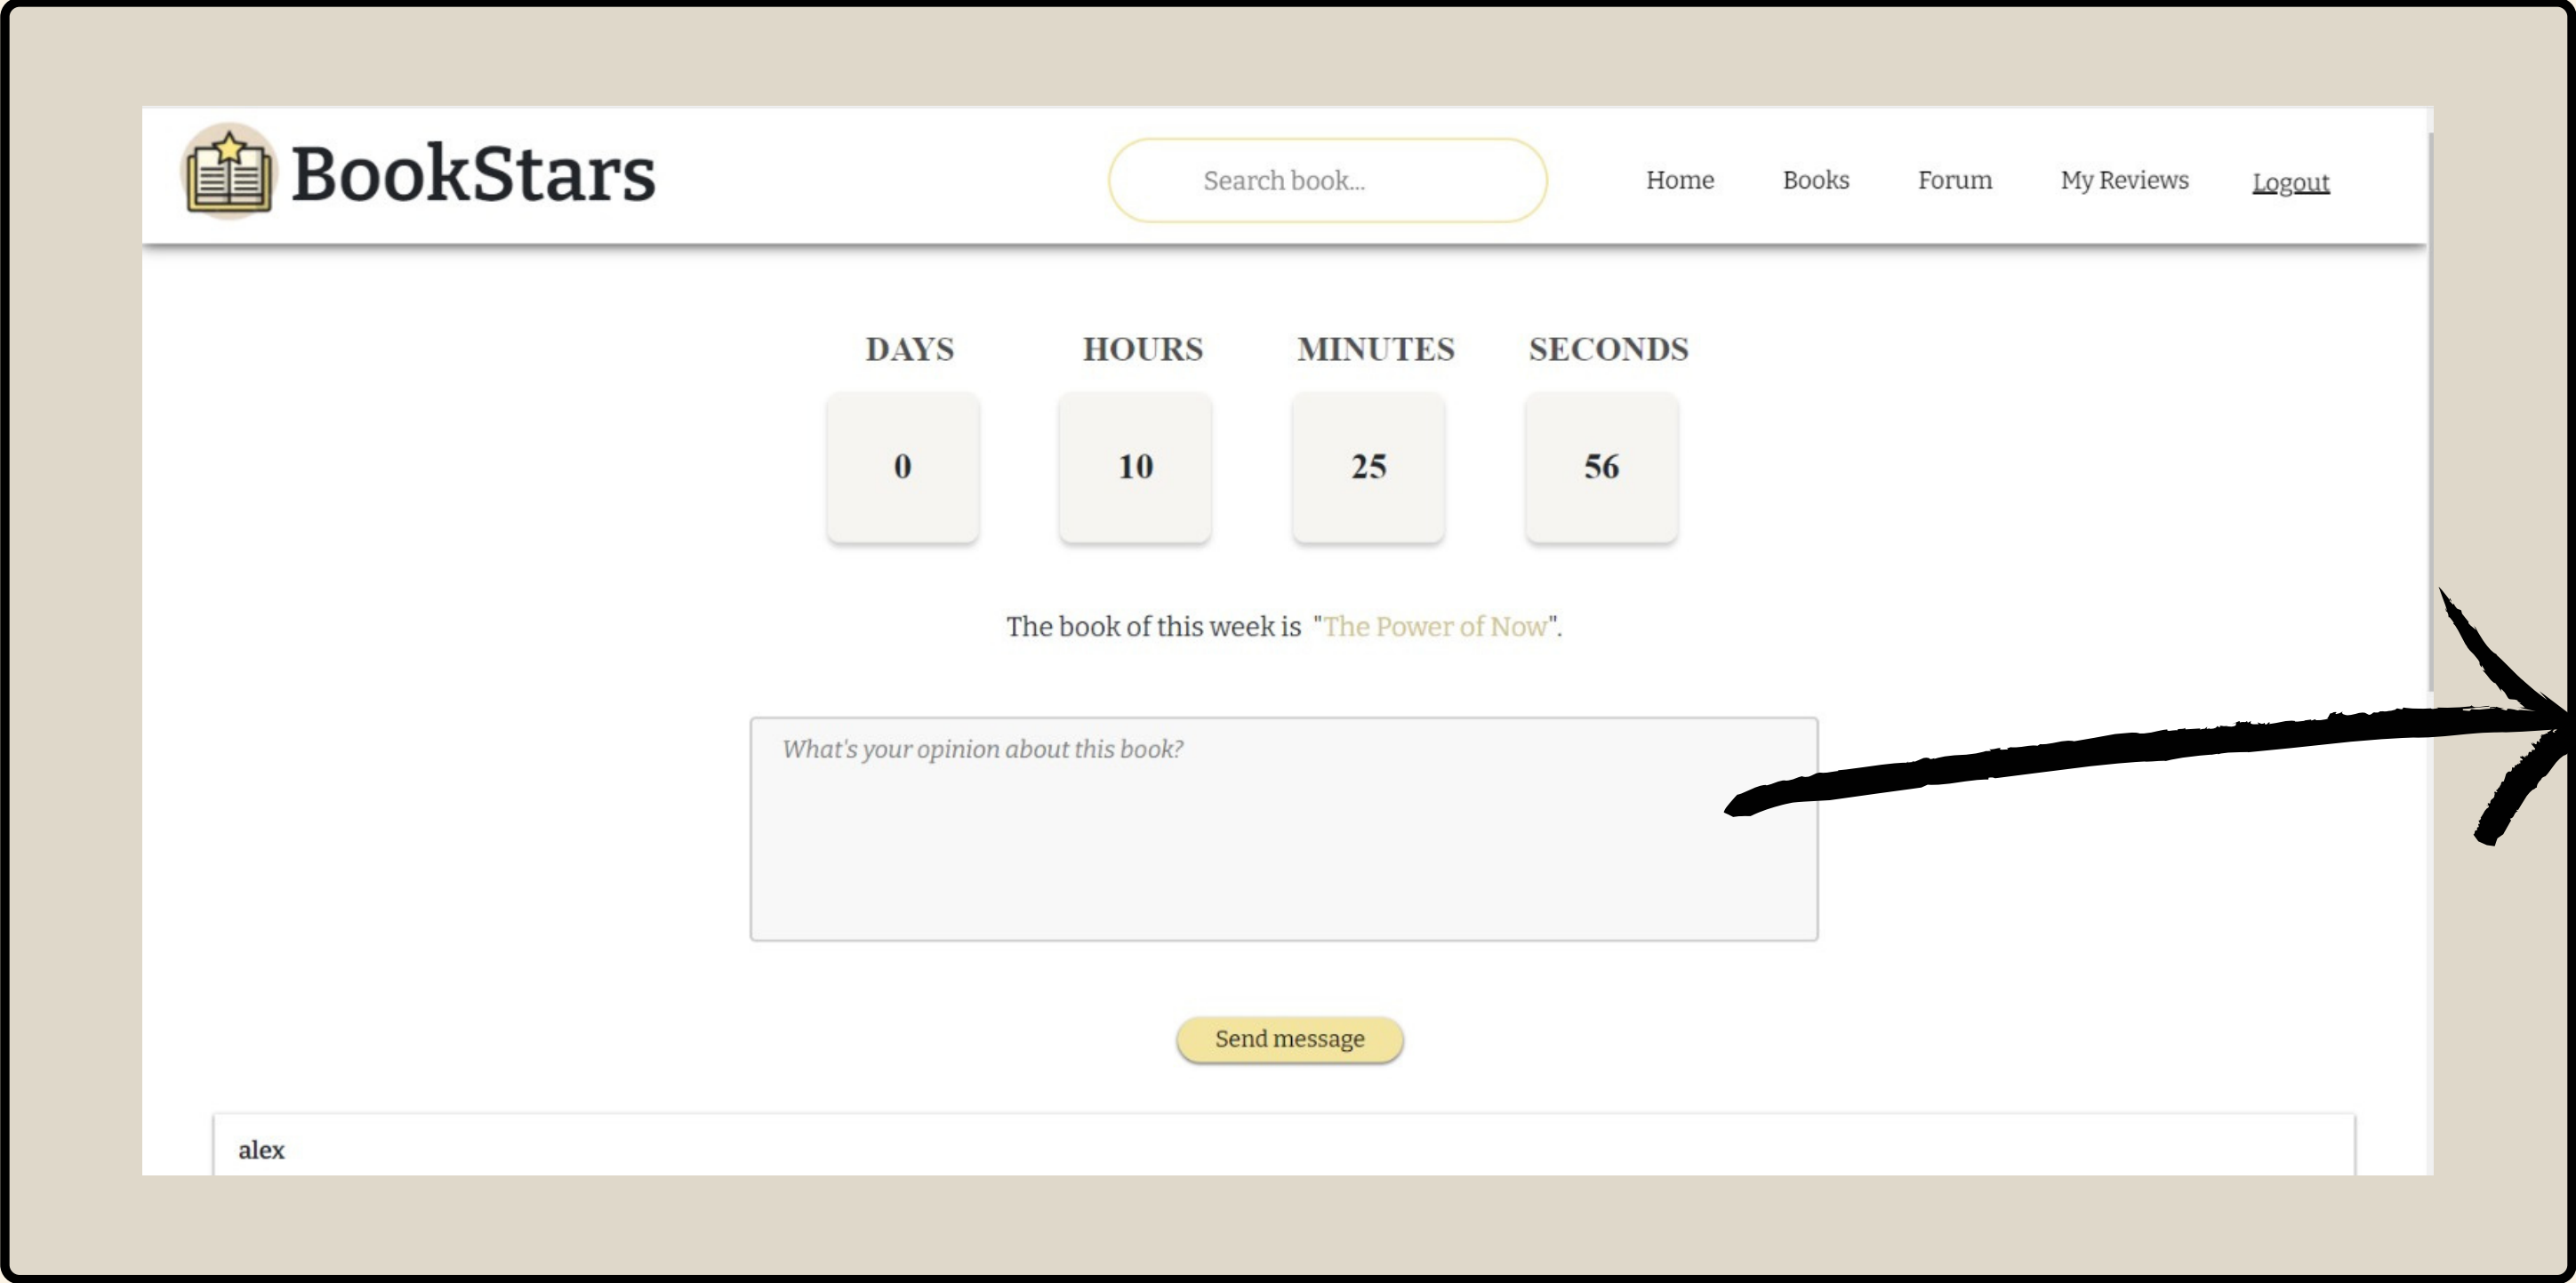 BookStars
Search book...
Home Books Forum My Reviews Logout
DAYS HOURS MINUTES SECONDS
0 10 25 56
The book of this week is "The Power of Now".
What's your opinion about this book?
Send message
alex